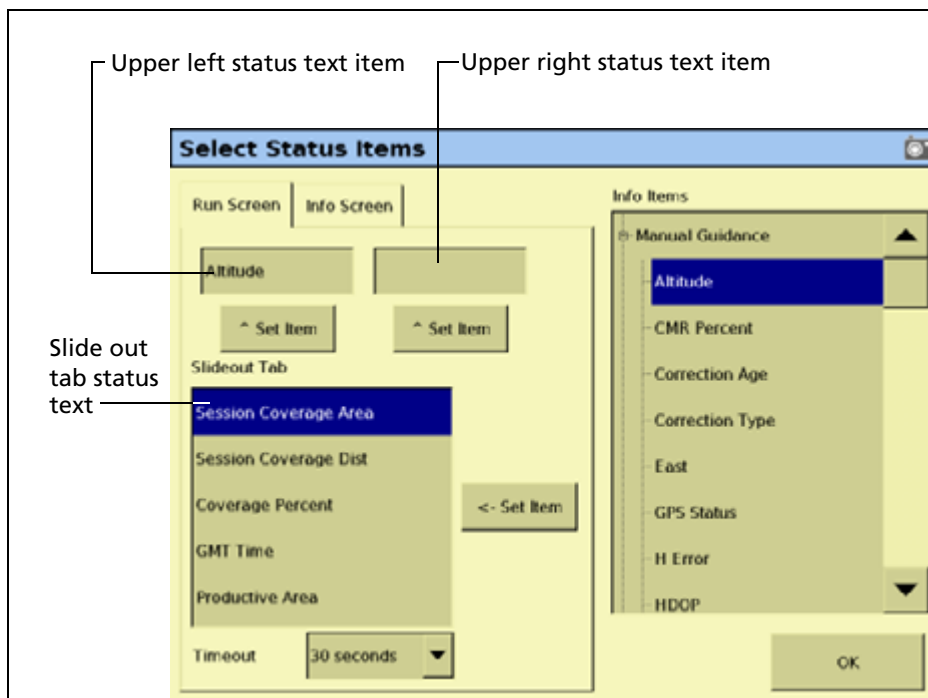 Upper left status text item
Upper right status text item
Select Status Items
Run Screen
Info Screen
Info Items
Manual Guidance
Altitude
Altitude
^ Set Item
^ Set Item
CMR Percent
Slide out
tab status
text
Slideout Tab
Correction Age
Session Coverage Area
Correction Type
Session Coverage Dist
East
Coverage Percent
<- Set Item
GPS Status
GMT Time
H Error
Productive Area
HDOP
Timeout
30 seconds
OK